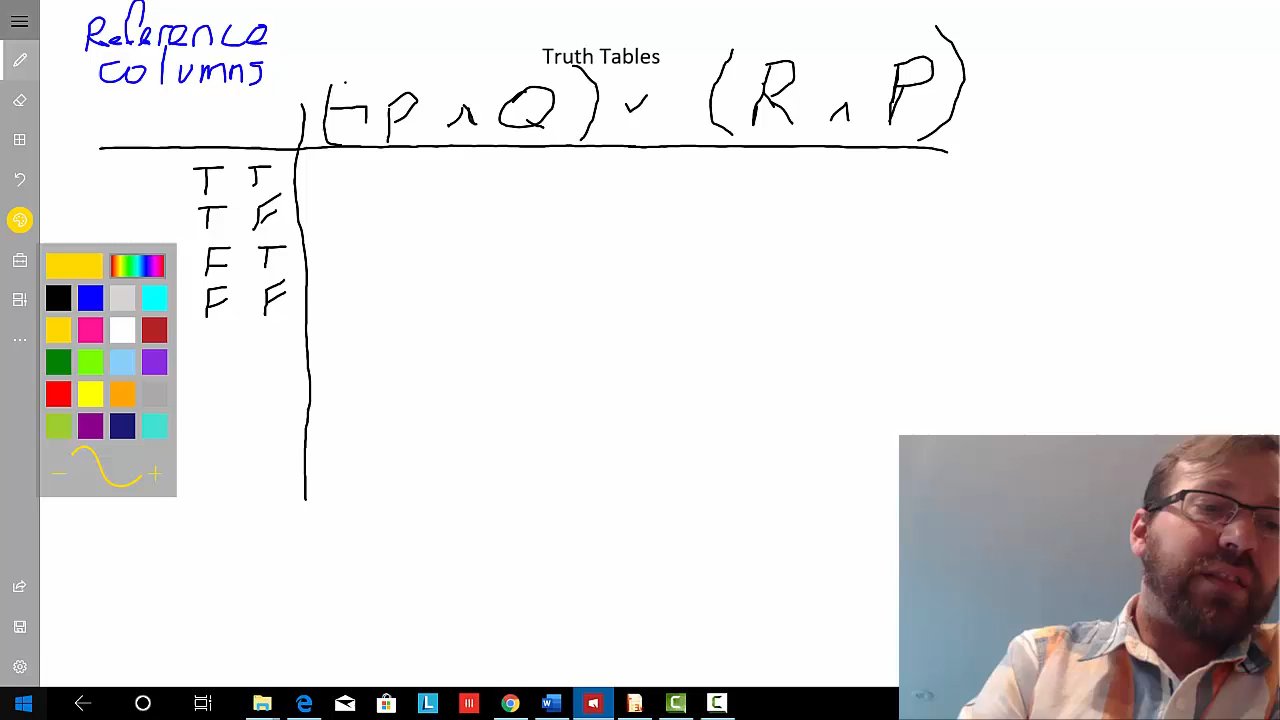 Reference
columns
Truth Tables
(¬P ∧ Q) ∨ (R ∧ P)
T T
T F
F T
F F